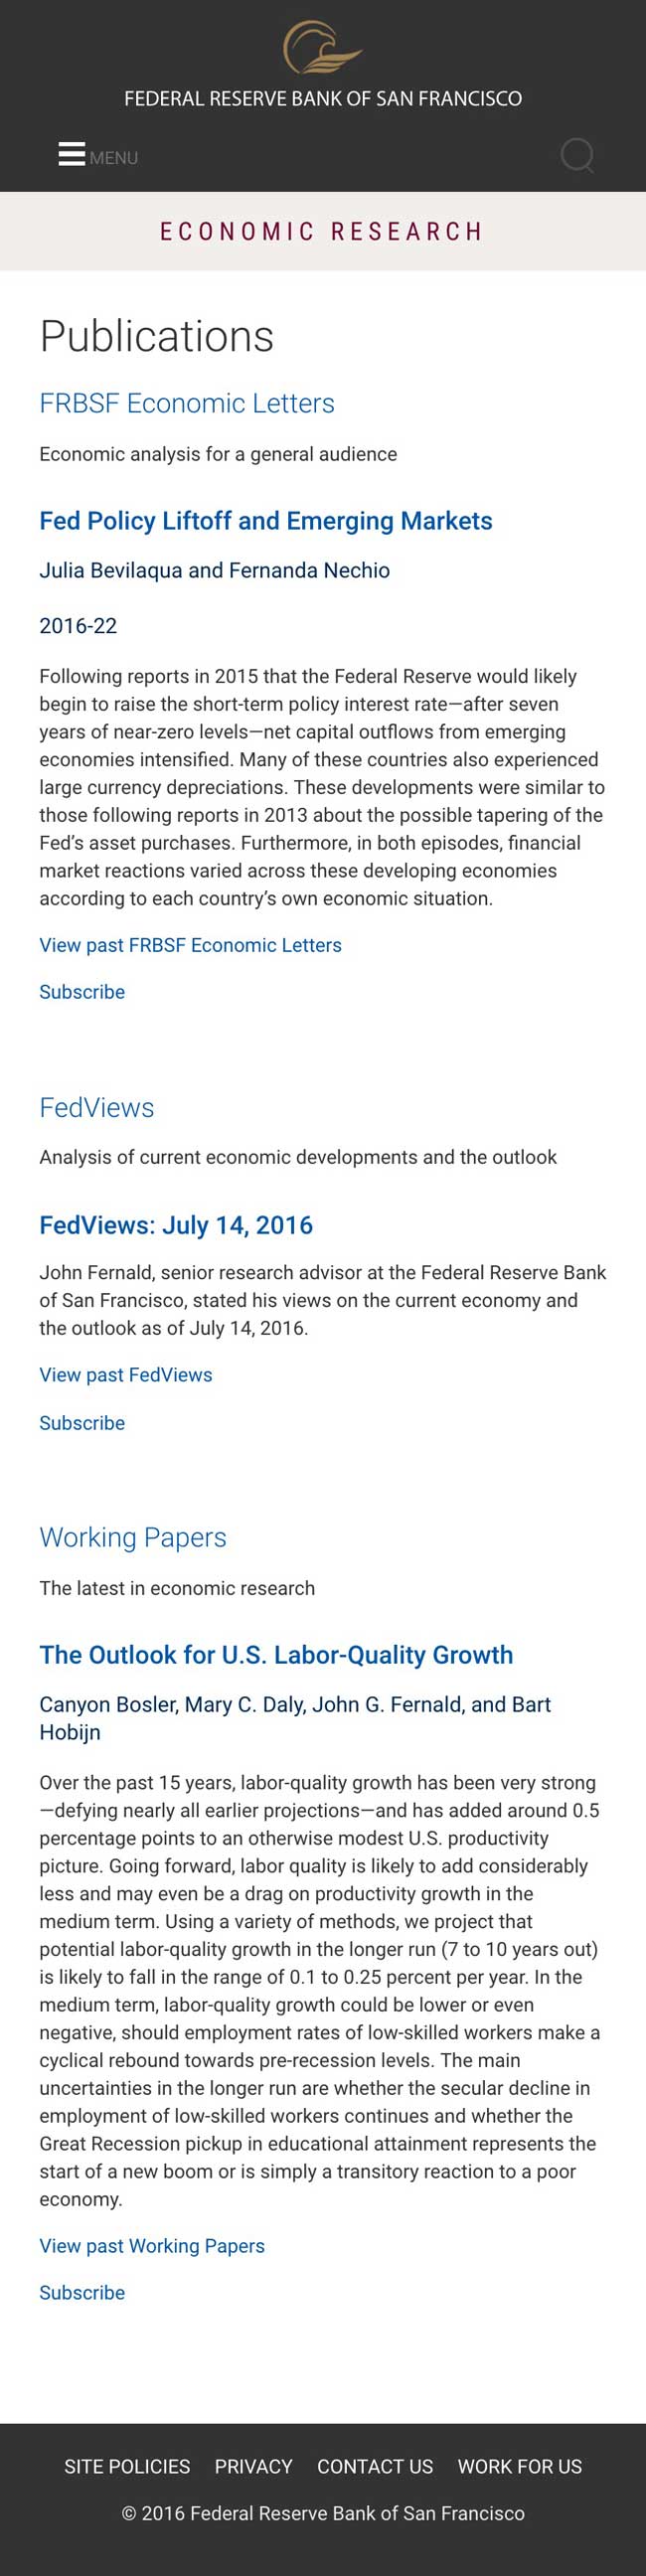 FEDERAL RESERVE BANK OF SAN FRANCISCO
MENU
ECONOMIC RESEARCH
Publications
FRBSF Economic Letters
Economic analysis for a general audience
Fed Policy Liftoff and Emerging Markets
Julia Bevilaqua and Fernanda Nechio
2016-22
Following reports in 2015 that the Federal Reserve would likely
begin to raise the short-term policy interest rate—after seven
years of near-zero levels—net capital outflows from emerging
economies intensified. Many of these countries also experienced
large currency depreciations. These developments were similar to
those following reports in 2013 about the possible tapering of the
Fed’s asset purchases. Furthermore, in both episodes, financial
market reactions varied across these developing economies
according to each country’s own economic situation.
View past FRBSF Economic Letters
Subscribe
FedViews
Analysis of current economic developments and the outlook
FedViews: July 14, 2016
John Fernald, senior research advisor at the Federal Reserve Bank
of San Francisco, stated his views on the current economy and
the outlook as of July 14, 2016.
View past FedViews
Subscribe
Working Papers
The latest in economic research
The Outlook for U.S. Labor-Quality Growth
Canyon Bosler, Mary C. Daly, John G. Fernald, and Bart
Hobijn
Over the past 15 years, labor-quality growth has been very strong
—defying nearly all earlier projections—and has added around 0.5
percentage points to an otherwise modest U.S. productivity
picture. Going forward, labor quality is likely to add considerably
less and may even be a drag on productivity growth in the
medium term. Using a variety of methods, we project that
potential labor-quality growth in the longer run (7 to 10 years out)
is likely to fall in the range of 0.1 to 0.25 percent per year. In the
medium term, labor-quality growth could be lower or even
negative, should employment rates of low-skilled workers make a
cyclical rebound towards pre-recession levels. The main
uncertainties in the longer run are whether the secular decline in
employment of low-skilled workers continues and whether the
Great Recession pickup in educational attainment represents the
start of a new boom or is simply a transitory reaction to a poor
economy.
View past Working Papers
Subscribe
SITE POLICIES PRIVACY CONTACT US WORK FOR US
© 2016 Federal Reserve Bank of San Francisco